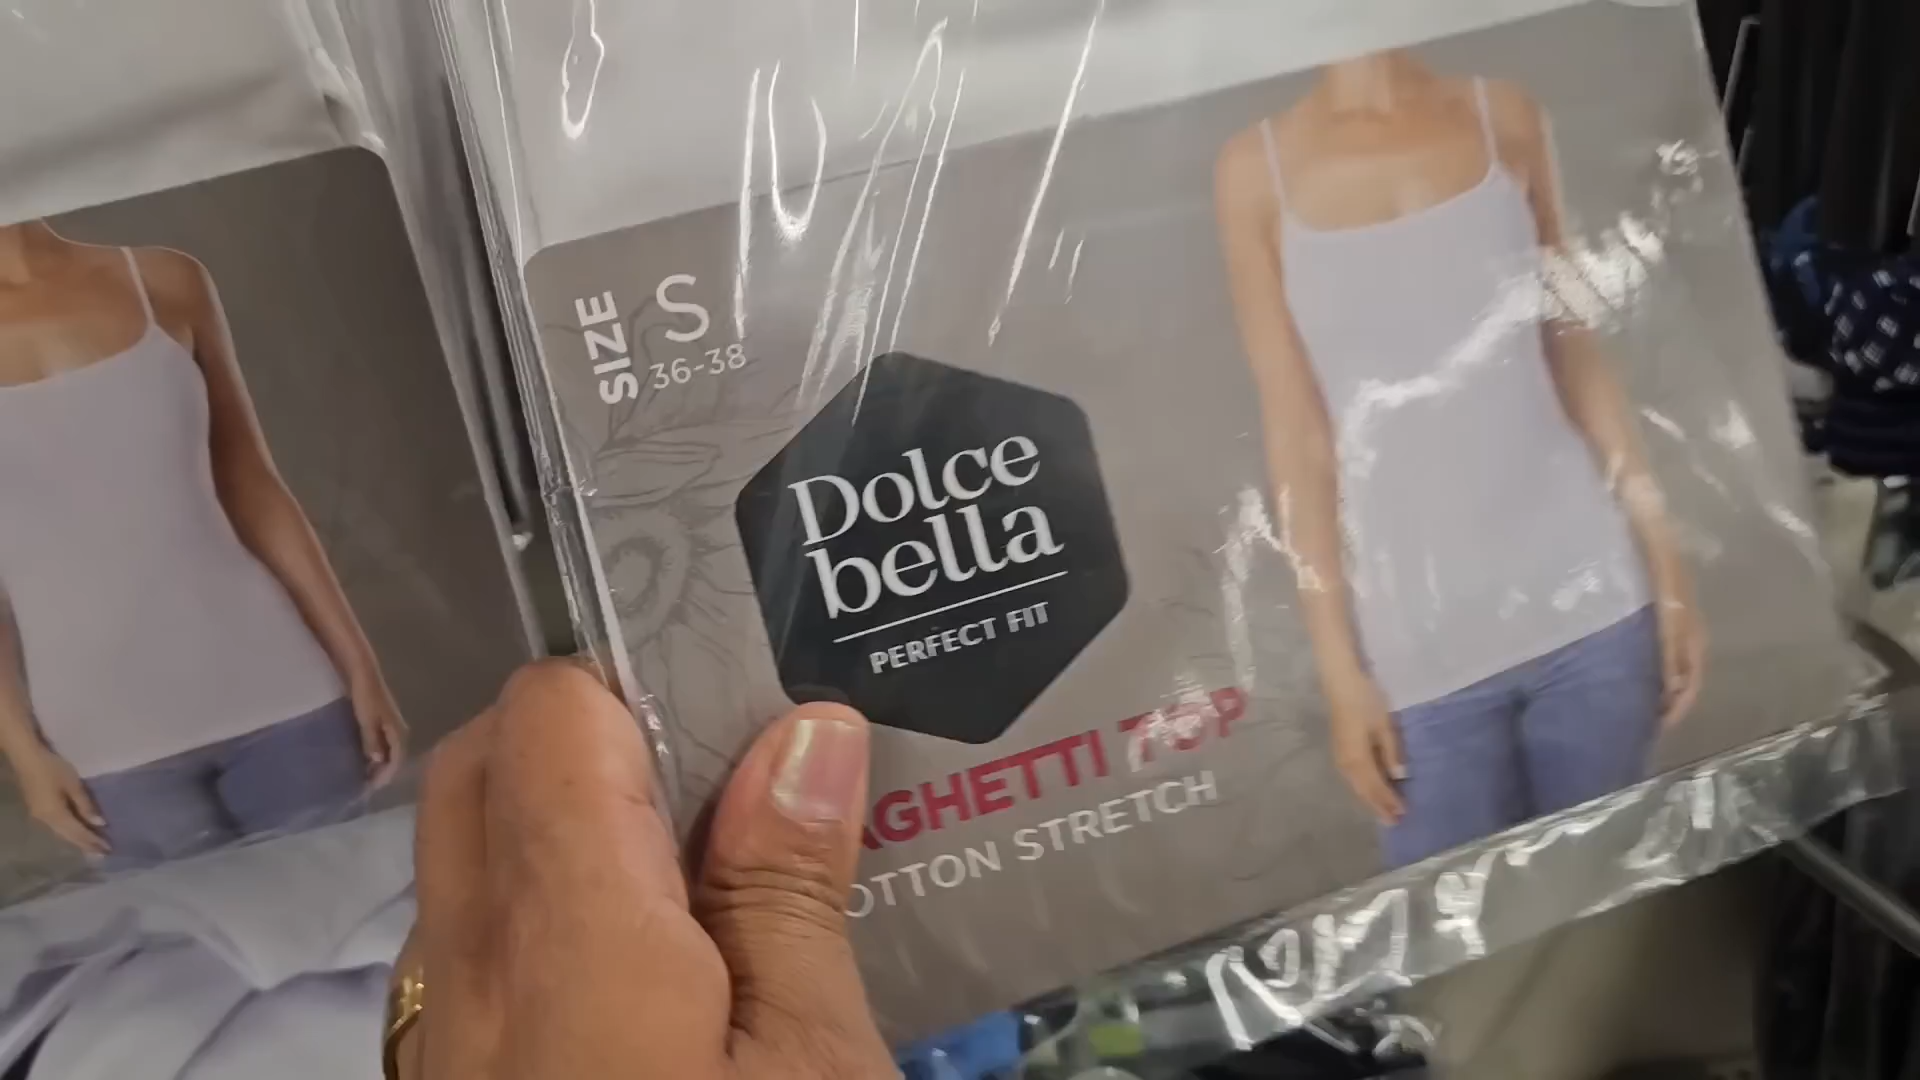 SIZE
S
36-38
Dolce
bella
PERFECT FIT
AGHETTI TOP
OTTON STRETCH